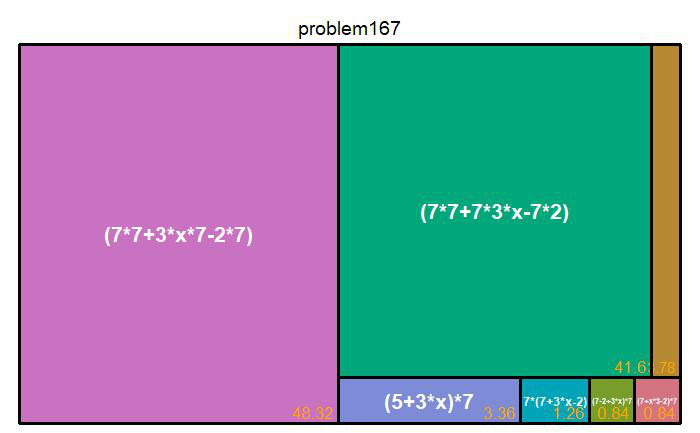 problem167
(7*7+3*x*7-2*7)
48.32
(7*7+7*3*x-7*2)
41.6
3.78
(5+3*x)*7
3.36
7*(7+3*x-2)
1.26
(7-2+3*x)*7
0.84
(7+x*3-2)*7
0.84